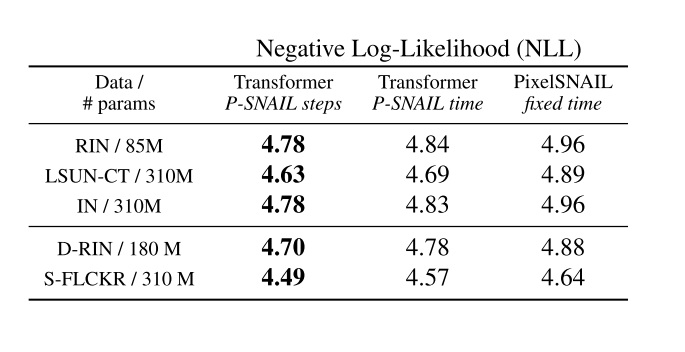 Negative Log-Likelihood (NLL)
Data / Transformer Transformer PixelSNAIL
# params P-SNAIL steps P-SNAIL time fixed time
RIN / 85M 4.78 4.84 4.96
LSUN-CT / 310M 4.63 4.69 4.89
IN / 310M 4.78 4.83 4.96
D-RIN / 180 M 4.70 4.78 4.88
S-FLCKR / 310 M 4.49 4.57 4.64